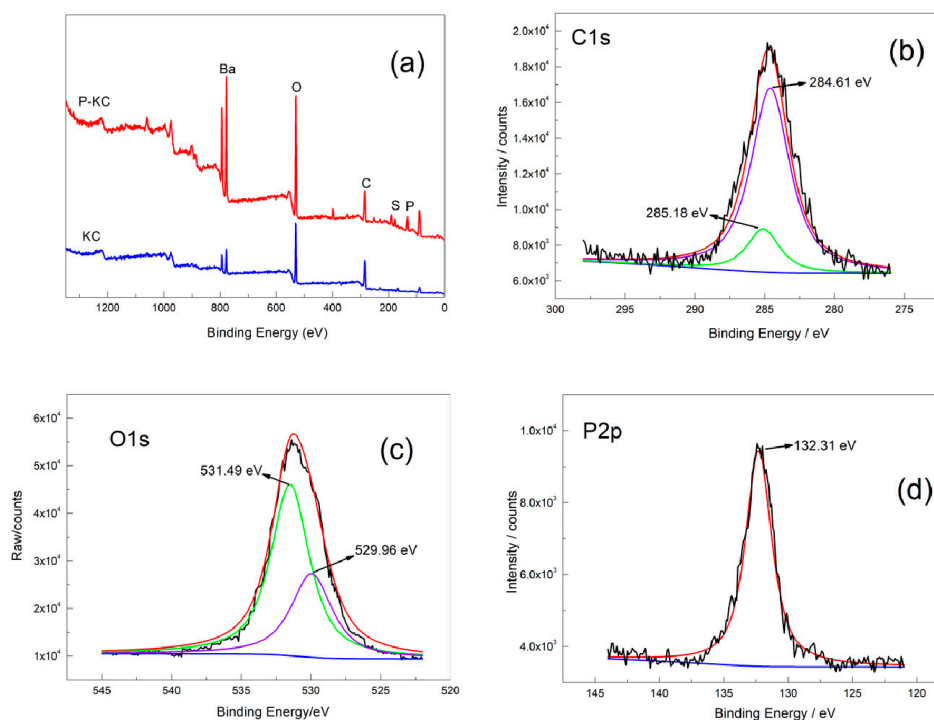 (a)
Ba
O
P-KC
C
S P
KC
1200 1000 800 600 400 200 0
Binding Energy (eV)
C1s
(b)
2.0x10⁴
1.8x10⁴
1.6x10⁴
1.4x10⁴
1.2x10⁴
1.0x10⁴
8.0x10³
6.0x10³
Intensity / counts
284.61 eV
285.18 eV
300 295 290 285 280 275
Binding Energy / eV
O1s
(c)
6x10⁴
5x10⁴
4x10⁴
3x10⁴
2x10⁴
1x10⁴
Raw/counts
531.49 eV
529.96 eV
545 540 535 530 525 520
Binding Energy/eV
P2p
(d)
1.0x10⁴
8.0x10³
6.0x10³
4.0x10³
Intensity / counts
132.31 eV
145 140 135 130 125 120
Binding Energy / eV